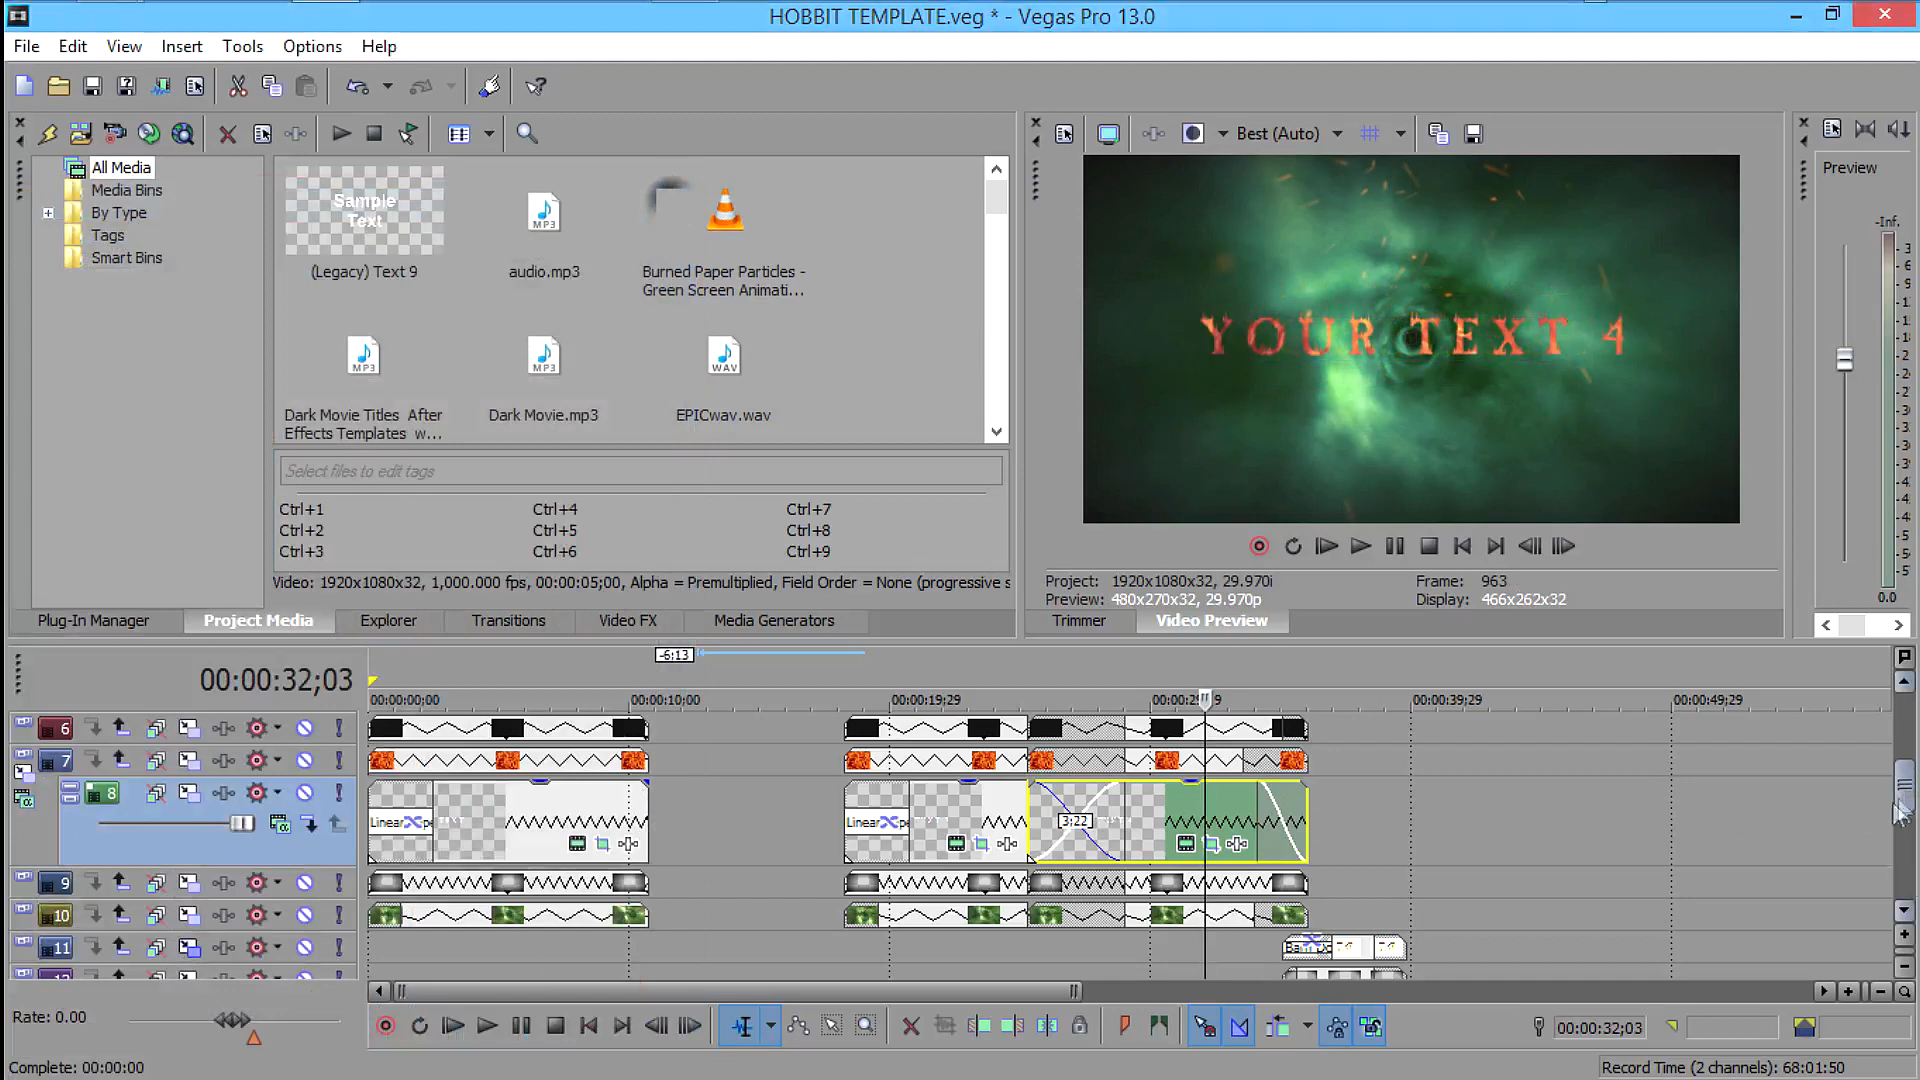 HOBBIT TEMPLATE.veg * - Vegas Pro 13.0
File Edit View Insert Tools Options Help
All Media
Media Bins
By Type
Tags
Smart Bins
Sample
Text
(Legacy) Text 9
MP3
audio.mp3
Burned Paper Particles -
Green Screen Animati...
MP3
Dark Movie Titles After
Effects Templates w...
MP3
Dark Movie.mp3
WAV
EPICwav.wav
Select files to edit tags
Ctrl+1 Ctrl+4 Ctrl+7
Ctrl+2 Ctrl+5 Ctrl+8
Ctrl+3 Ctrl+6 Ctrl+9
Video: 1920x1080x32, 1,000.000 fps, 00:00:05;00, Alpha = Premultiplied, Field Order = None (progressive s
Plug-In Manager Project Media Explorer Transitions Video FX Media Generators
Best (Auto)
YOUR TEXT 4
Project: 1920x1080x32, 29.970i Frame: 963
Preview: 480x270x32, 29.970p Display: 466x262x32
Trimmer Video Preview
Preview
-Inf.
0.0
-6:13
00:00:32;03
00:00:00;00 00:00:10;00 00:00:19;29 00:00:39;29 00:00:49;29
6
7
8
Linear
Linear
3:22
9
10
11
Rate: 0.00
00:00:32;03
Complete: 00:00:00
Record Time (2 channels): 68:01:50